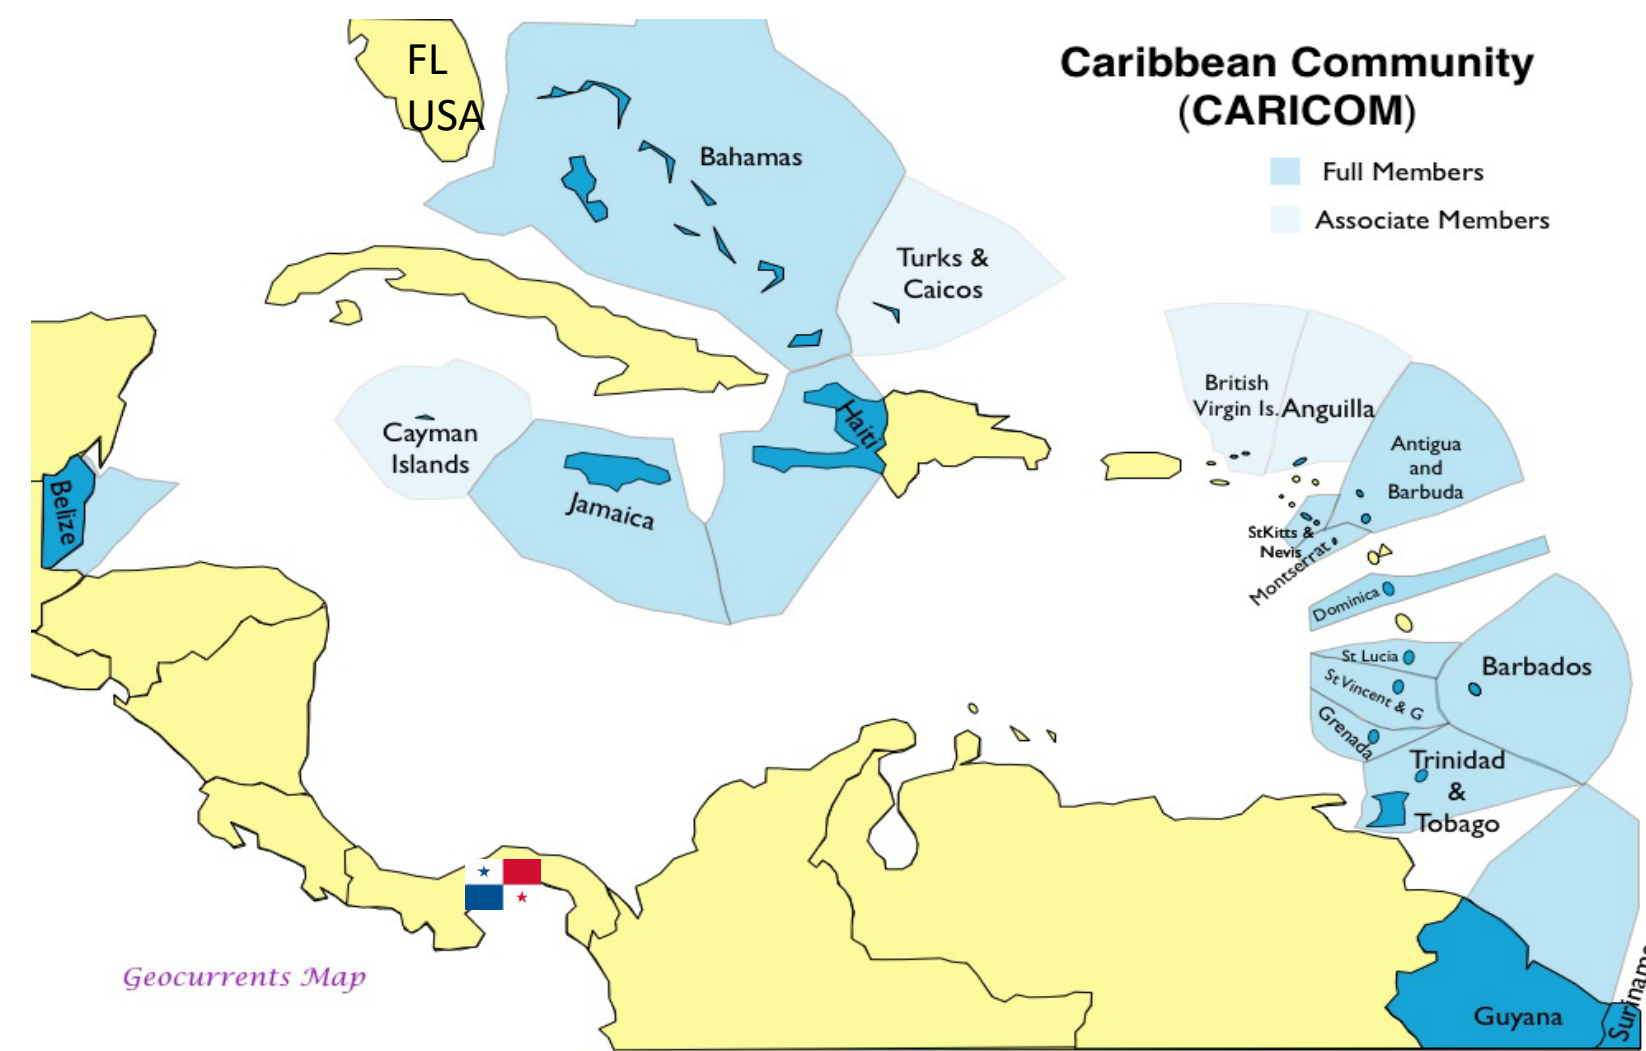 FL
USA
Caribbean Community
(CARICOM)
Full Members
Associate Members
Bahamas
Turks &
Caicos
British
Virgin Is.
Anguilla
Antigua
and
Barbuda
Cayman
Islands
Haiti
Jamaica
Belize
StKitts &
Nevis
Montserrat
Dominica
St Lucia
Barbados
St Vincent & G
Grenada
Trinidad
&
Tobago
Geocurrents Map
Guyana
Suriname